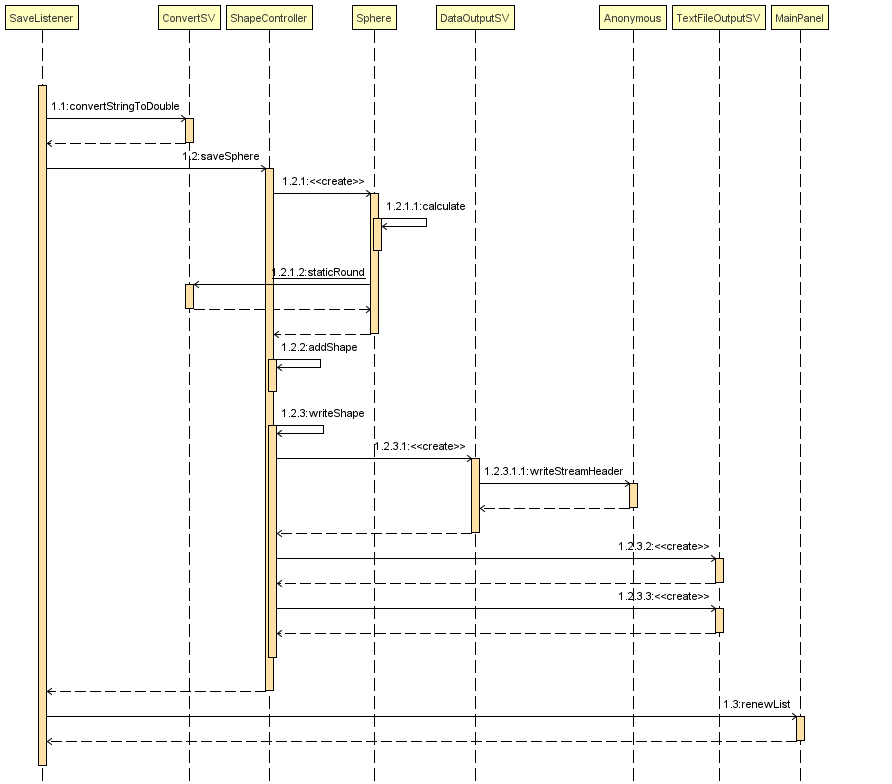 SaveListener
ConvertSV
ShapeController
Sphere
DataOutputSV
Anonymous
TextFileOutputSV
MainPanel
1.1:convertStringToDouble
1.2:saveSphere
1.2.1:<<create>>
1.2.1.1:calculate
1.2.1.2:staticRound
1.2.2:addShape
1.2.3:writeShape
1.2.3.1:<<create>>
1.2.3.1.1:writeStreamHeader
1.2.3.2:<<create>>
1.2.3.3:<<create>>
1.3:renewList